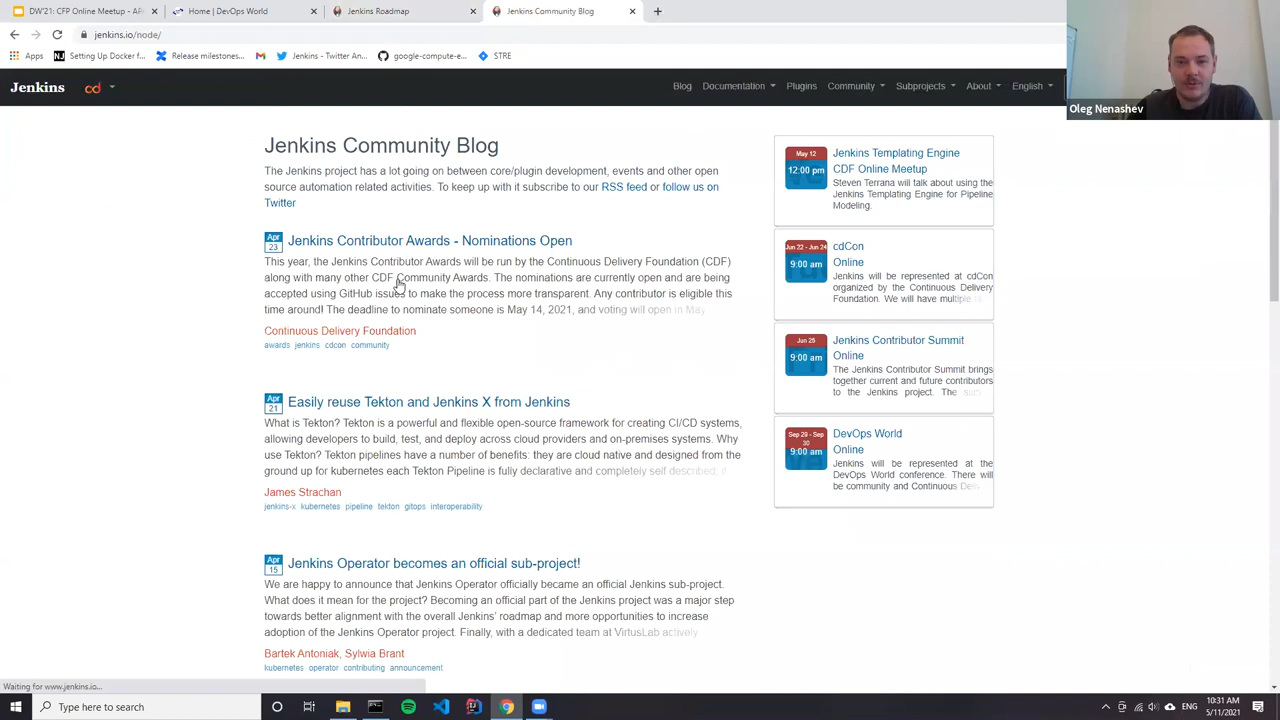 DW'21: CFP Online Meetup - AP
Home | DevOps World
Jenkins Roadmap
Jenkins Community Blog
jenkins.io/node/
Apps
Setting Up Docker f...
Release milestones...
Jenkins - Twitter An...
google-compute-e...
STRE
Jenkins
cd
Blog
Documentation
Plugins
Community
Subprojects
About
English
Oleg Nenashev
Jenkins Community Blog
The Jenkins project has a lot going on between core/plugin development, events and other open
source automation related activities. To keep up with it subscribe to our RSS feed or follow us on
Twitter
Apr
23
Jenkins Contributor Awards - Nominations Open
This year, the Jenkins Contributor Awards will be run by the Continuous Delivery Foundation (CDF)
along with many other CDF Community Awards. The nominations are currently open and are being
accepted using GitHub issues to make the process more transparent. Any contributor is eligible this
time around! The deadline to nominate someone is May 14, 2021, and voting will open in May
Continuous Delivery Foundation
awards jenkins cdcon community
Apr
21
Easily reuse Tekton and Jenkins X from Jenkins
What is Tekton? Tekton is a powerful and flexible open-source framework for creating CI/CD systems,
allowing developers to build, test, and deploy across cloud providers and on-premises systems. Why
use Tekton? Tekton pipelines have a number of benefits: they are cloud native and designed from the
ground up for kubernetes each Tekton Pipeline is fully declarative and completely self described; if
James Strachan
jenkins-x kubernetes pipeline tekton gitops interoperability
Apr
15
Jenkins Operator becomes an official sub-project!
We are happy to announce that Jenkins Operator officially became an official Jenkins sub-project.
What does it mean for the project? Becoming an official part of the Jenkins project was a major step
towards better alignment with the overall Jenkins' roadmap and more opportunities to increase
adoption of the Jenkins Operator project. Finally, with a dedicated team at VirtusLab actively
Bartek Antoniak, Sylwia Brant
kubernetes operator contributing announcement
May 12
12:00 pm
Jenkins Templating Engine
CDF Online Meetup
Steven Terrana will talk about using the
Jenkins Templating Engine for Pipeline
Modeling.
Jun 22 - Jun 24
9:00 am
cdCon
Online
Jenkins will be represented at cdCon
organized by the Continuous Delivery
Foundation. We will have multiple
Jun 25
9:00 am
Jenkins Contributor Summit
Online
The Jenkins Contributor Summit brings
together current and future contributors
to the Jenkins project. The
Sep 28 - Sep
30
9:00 am
DevOps World
Online
Jenkins will be represented at the
DevOps World conference. There will
be community and Continuous
Waiting for www.jenkins.io...
Type here to search
ENG
10:31 AM
5/11/2021